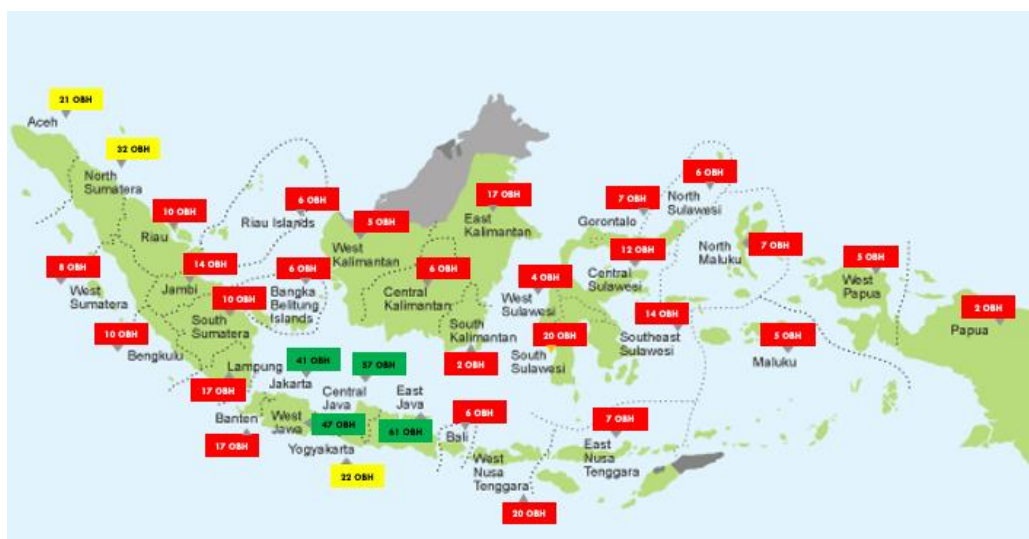 21 OBH
Aceh
32 OBH
North
Sumatera
10 OBH
Riau
6 OBH
Riau Islands
5 OBH
West
Kalimantan
17 OBH
East
Kalimantan
7 OBH
Gorontalo
6 OBH
North
Sulawesi
12 OBH
Central
Sulawesi
7 OBH
North
Maluku
5 OBH
West
Papua
2 OBH
Papua
8 OBH
West
Sumatera
14 OBH
Jambi
10 OBH
South
Sumatera
6 OBH
Bangka
Belitung
Islands
6 OBH
Central
Kalimantan
4 OBH
West
Sulawesi
14 OBH
Southeast
Sulawesi
20 OBH
South
Sulawesi
South
Kalimantan
2 OBH
5 OBH
Maluku
10 OBH
Bengkulu
Lampung
17 OBH
41 OBH
Jakarta
57 OBH
Central
Java
East
Java
61 OBH
West
Jawa
47 OBH
Banten
17 OBH
Yogyakarta
22 OBH
6 OBH
Bali
West
Nusa
Tenggara
20 OBH
7 OBH
East
Nusa
Tenggara